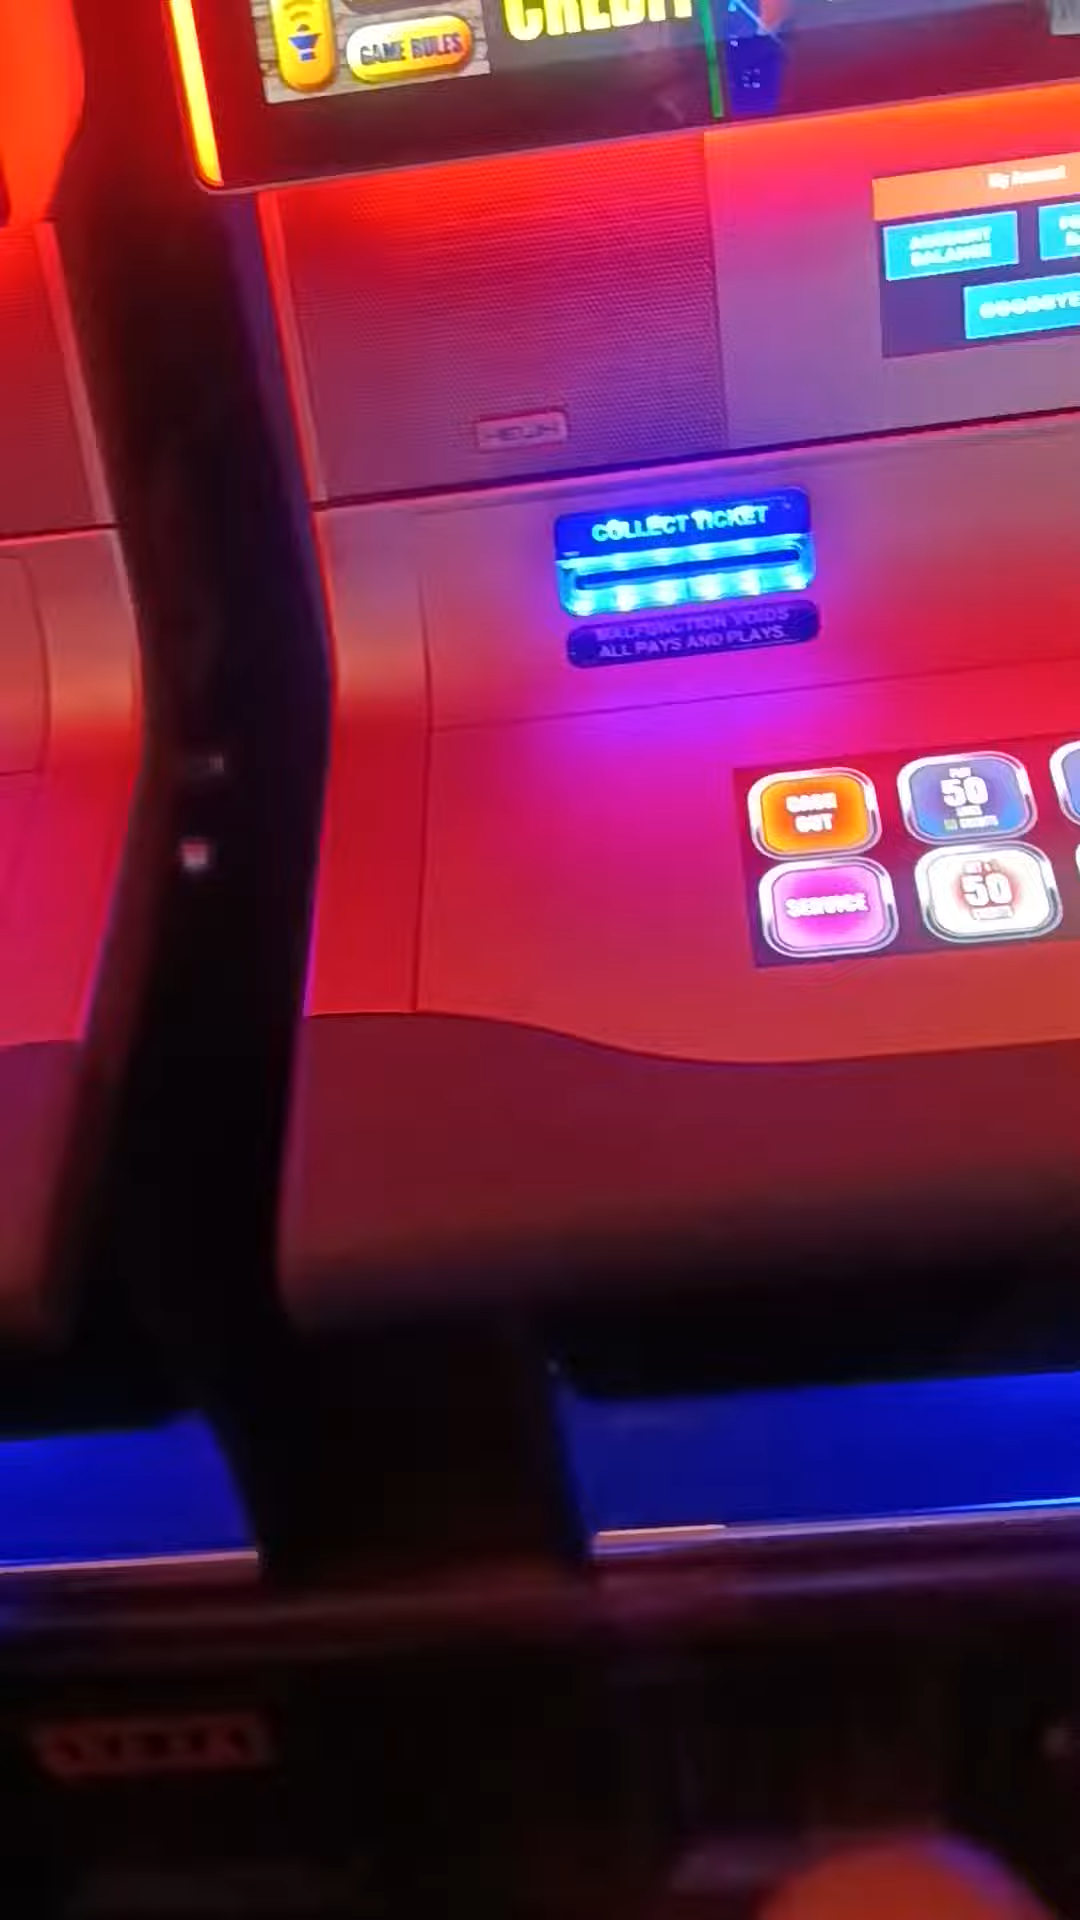 CREDIT
GAME RULES
My Account
ACCOUNT
BALANCE
GOODBYE
COLLECT TICKET
MALFUNCTION VOIDS
ALL PAYS AND PLAYS
CASH
OUT
50
SERVICE
50